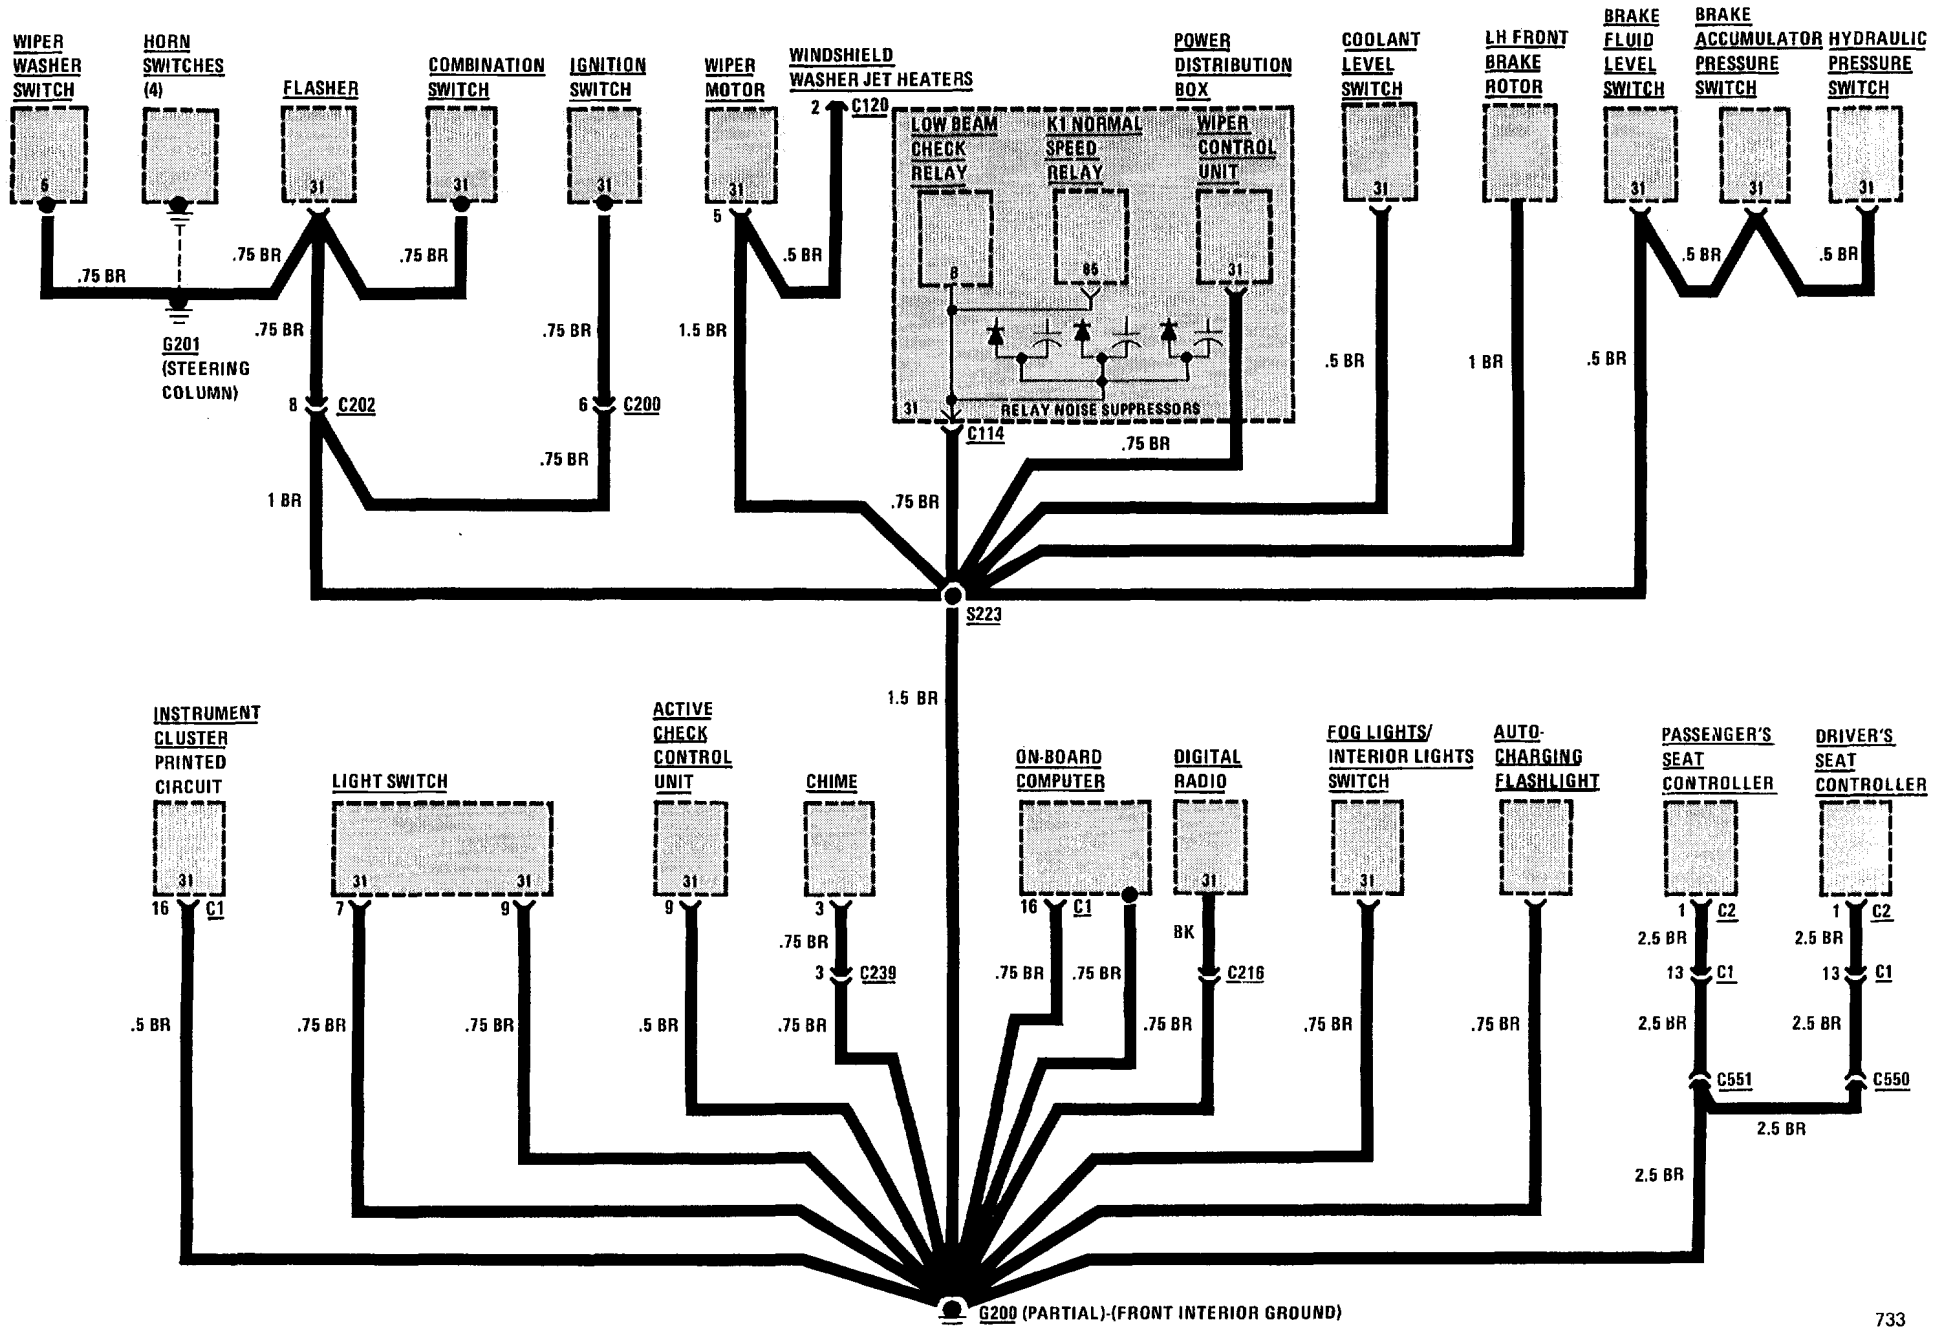 WIPER
WASHER
SWITCH
HORN
SWITCHES
(4)
FLASHER
COMBINATION
SWITCH
IGNITION
SWITCH
WIPER
MOTOR
WINDSHIELD
WASHER JET HEATERS
2 C120
POWER
DISTRIBUTION
BOX
COOLANT
LEVEL
SWITCH
LH FRONT
BRAKE
ROTOR
BRAKE
FLUID
LEVEL
SWITCH
BRAKE
ACCUMULATOR
PRESSURE
SWITCH
HYDRAULIC
PRESSURE
SWITCH
LOW BEAM
CHECK
RELAY
K1 NORMAL
SPEED
RELAY
WIPER
CONTROL
UNIT
6
31
31
31
31
5
8
85
31
31
31
31
31
.75 BR
.75 BR
.75 BR
.5 BR
.5 BR
.5 BR
G201
(STEERING
COLUMN)
.75 BR
.75 BR
1.5 BR
.5 BR
1 BR
.5 BR
8 C202
6 C200
31
RELAY NOISE SUPPRESSORS
C114
.75 BR
.75 BR
1 BR
.75 BR
S223
1.5 BR
INSTRUMENT
CLUSTER
PRINTED
CIRCUIT
LIGHT SWITCH
ACTIVE
CHECK
CONTROL
UNIT
CHIME
ON-BOARD
COMPUTER
DIGITAL
RADIO
FOG LIGHTS/
INTERIOR LIGHTS
SWITCH
AUTO-
CHARGING
FLASHLIGHT
PASSENGER'S
SEAT
CONTROLLER
DRIVER'S
SEAT
CONTROLLER
31
31
31
31
31
31
16 C1
7
9
9
3
16 C1
1 C2
1 C2
.75 BR
BK
2.5 BR
2.5 BR
3 C239
.75 BR
.75 BR
C216
13 C1
13 C1
.5 BR
.75 BR
.75 BR
.5 BR
.75 BR
.75 BR
.75 BR
.75 BR
2.5 BR
2.5 BR
C551
C550
2.5 BR
2.5 BR
G200 (PARTIAL)-(FRONT INTERIOR GROUND)
733